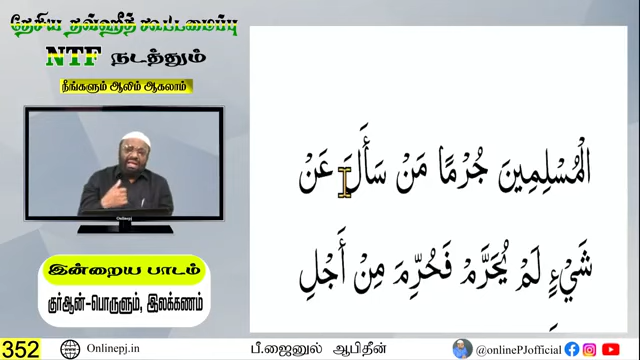 தேசிய தவ்ஹீத் கூட்டமைப்பு
NTF நடத்தும்
நீங்களும் ஆலிம் ஆகலாம்
Onlinepj
இன்றைய பாடம்
குர்ஆன்-பொருளும், இலக்கணம்
الْمُسْلِمِينَ جُرْمًا مَنْ سَأَلَ عَنْ
شَيْءٍ لَمْ يُحَرَّمْ فَحُرِّمَ مِنْ أَجْلِ
352 Onlinepj.in பீ.ஜைனுல் ஆபிதீன் @onlinePJofficial